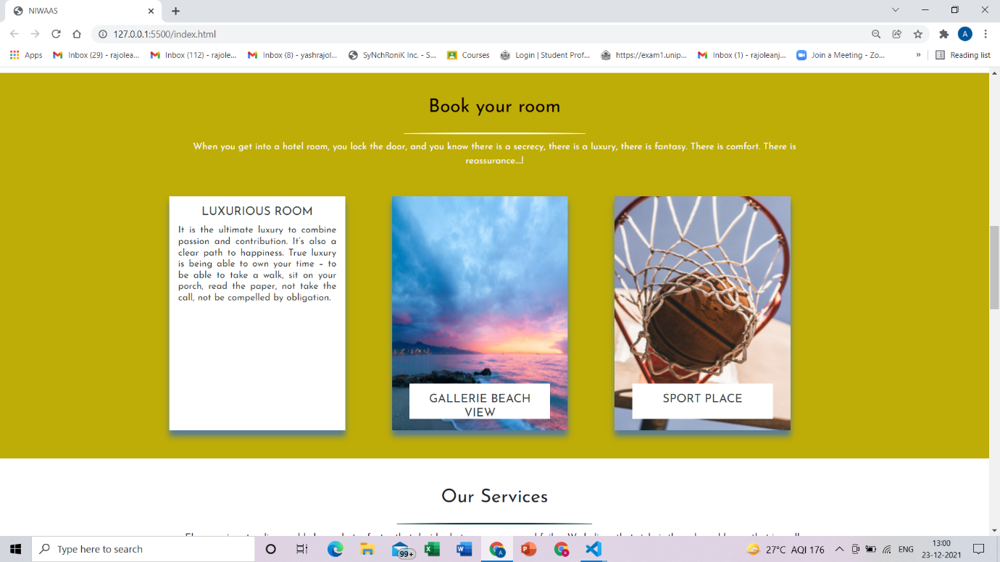 NIWAAS
127.0.0.1:5500/index.html
A
Apps
Inbox (29) - rajolea...
Inbox (112) - rajole...
Inbox (8) - yashrajol...
SyNchRoniK Inc. - S...
Courses
Login | Student Prof...
https://exam1.unip...
Inbox (1) - rajoleanj...
Join a Meeting - Zo...
»
Reading list
Book your room
When you get into a hotel room, you lock the door, and you know there is a secrecy, there is a luxury, there is fantasy. There is comfort. There is
reassurance...!
LUXURIOUS ROOM
It is the ultimate luxury to combine
passion and contribution. It's also a
clear path to happiness. True luxury
is being able to own your time – to
be able to take a walk, sit on your
porch, read the paper, not take the
call, not be compelled by obligation.
GALLERIE BEACH
VIEW
SPORT PLACE
Our Services
Type here to search
99+
27°C AQI 176
ENG
13:00
23-12-2021